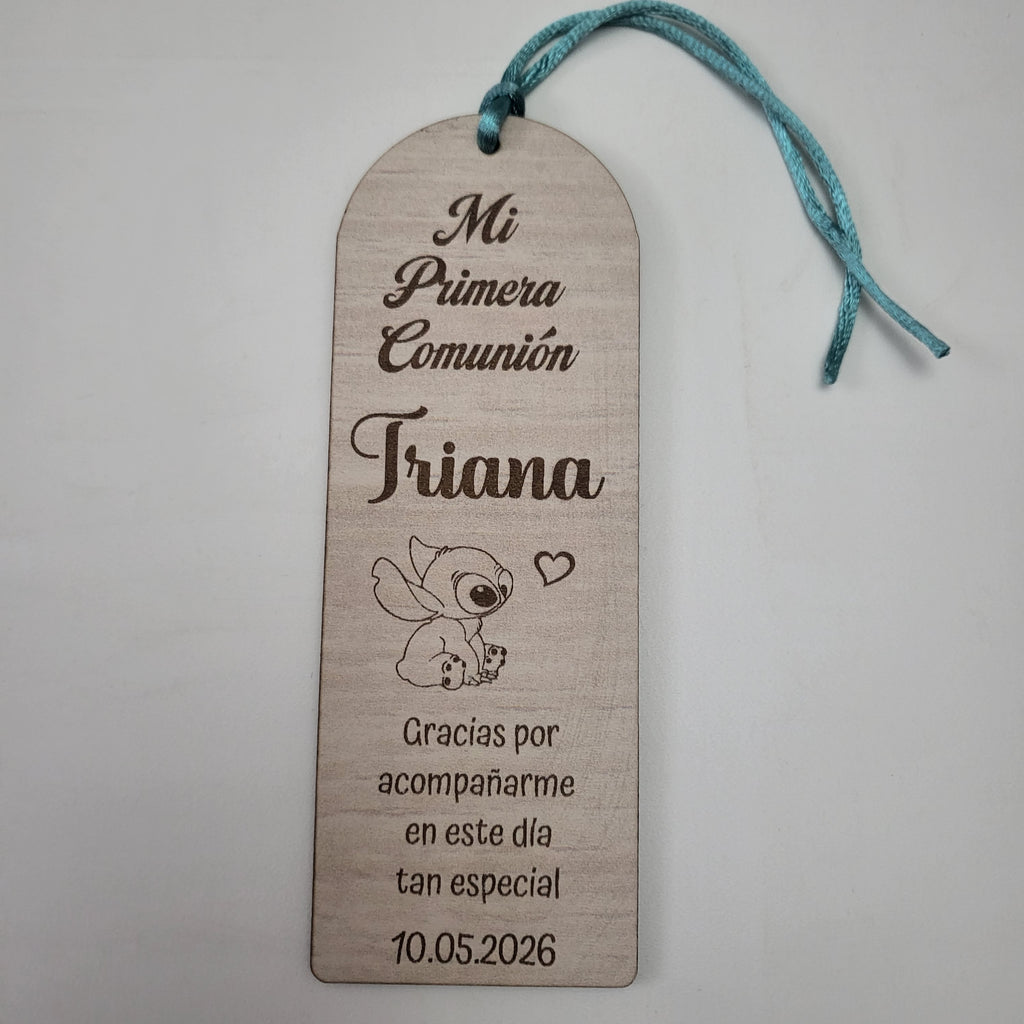 Mi
Primera
Comunión
Triana
Gracias por
acompañarme
en este día
tan especial
10.05.2026